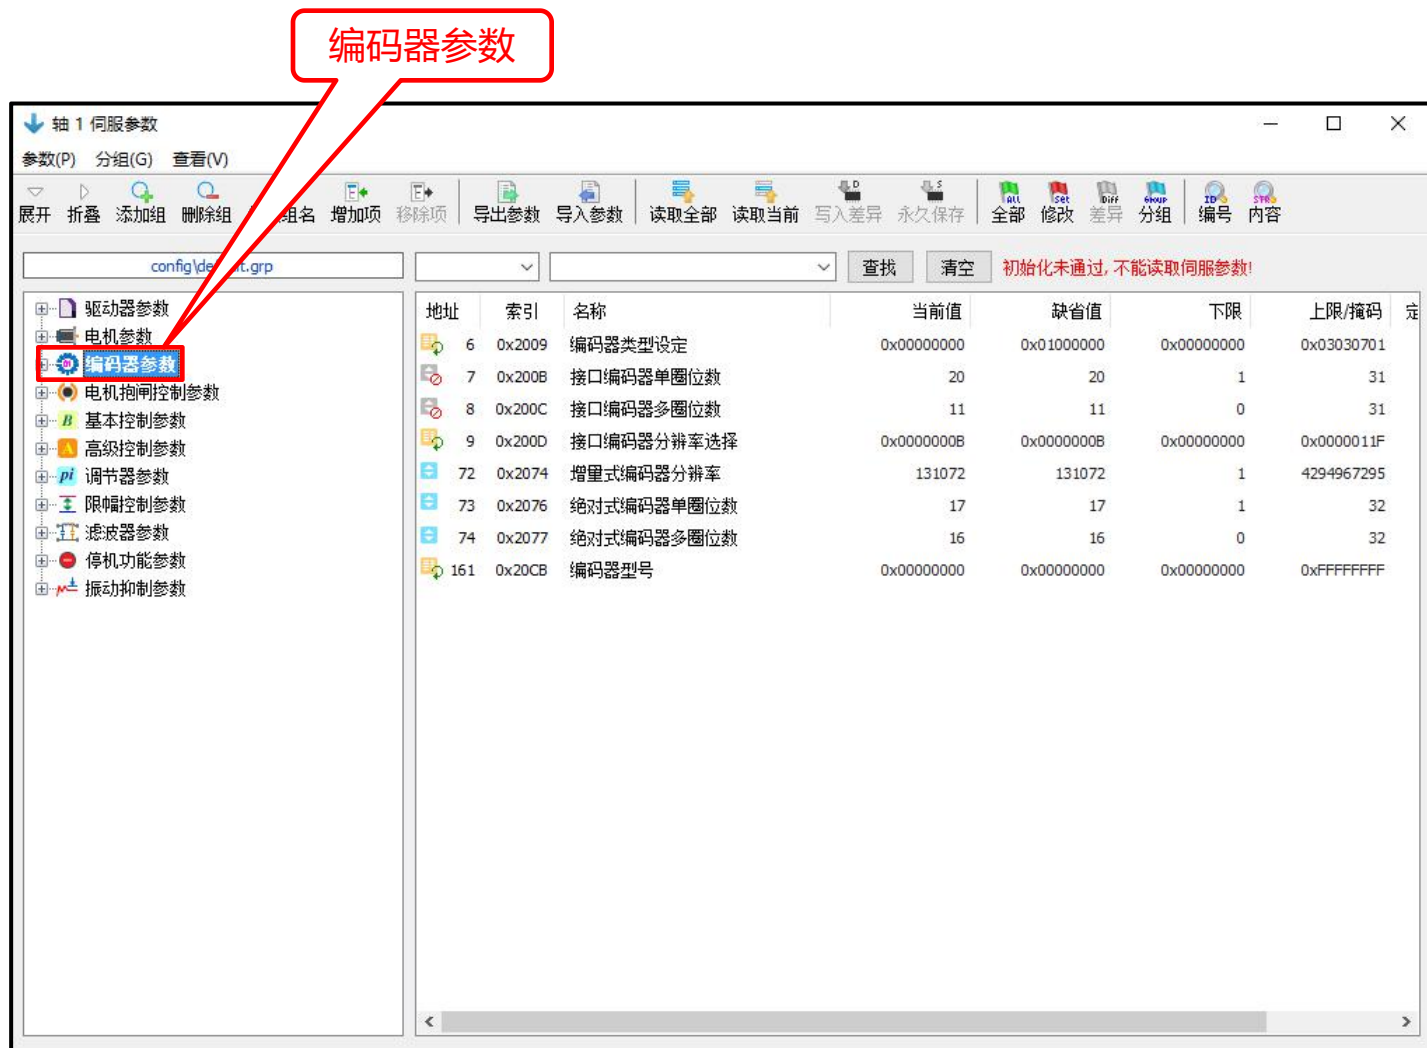 编码器参数
轴 1 伺服参数
参数(P) 分组(G) 查看(V)
展开 折叠 添加组 删除组 组名 增加项 移除项 导出参数 导入参数 读取全部 读取当前 写入差异 永久保存 全部 修改 差异 分组 编号 内容
查找 清空 初始化未通过, 不能读取伺服参数!
驱动器参数
电机参数
编码器参数
电机抱闸控制参数
基本控制参数
高级控制参数
调节器参数
限幅控制参数
滤波器参数
停机功能参数
振动抑制参数
地址 索引 名称 当前值 缺省值 下限 上限/掩码
6 0x2009 编码器类型设定 0x00000000 0x01000000 0x00000000 0x03030701
7 0x200B 接口编码器单圈位数 20 20 1 31
8 0x200C 接口编码器多圈位数 11 11 0 31
9 0x200D 接口编码器分辨率选择 0x0000000B 0x0000000B 0x00000000 0x0000011F
72 0x2074 增量式编码器分辨率 131072 131072 1 4294967295
73 0x2076 绝对式编码器单圈位数 17 17 1 32
74 0x2077 绝对式编码器多圈位数 16 16 0 32
161 0x20CB 编码器型号 0x00000000 0x00000000 0x00000000 0xFFFFFFFF